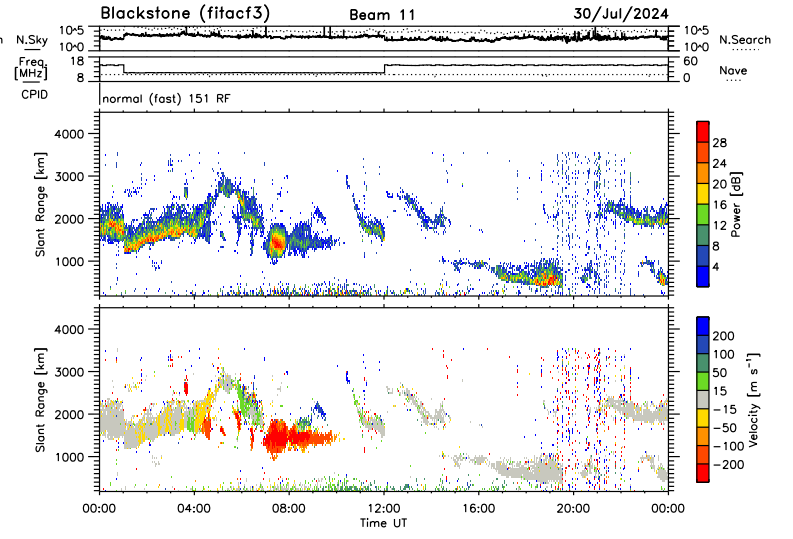 Blackstone (fitacf3) Beam 11 30/Jul/2024
N.Sky 10^5 10^0 10^5 10^0 N.Search
Freq. [MHz] 18 8 60 0 Nave
CPID normal (fast) 151 RF
Slant Range [km] 4000 3000 2000 1000
28 24 20 16 12 8 4 Power [dB]
Slant Range [km] 4000 3000 2000 1000
200 100 50 15 −15 −50 −100 −200 Velocity [m s⁻¹]
00:00 04:00 08:00 12:00 16:00 20:00 00:00
Time UT